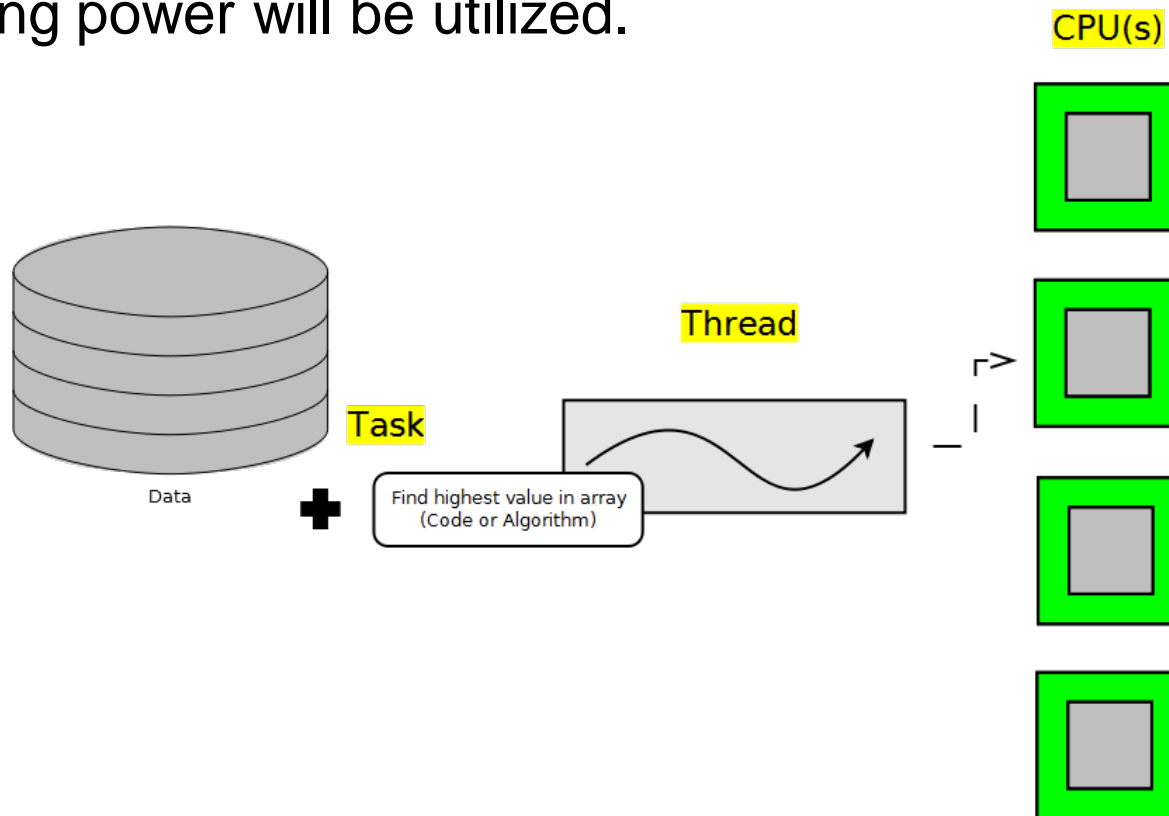 ng power will be utilized.
CPU(s)
Thread
Task
Data
Find highest value in array
(Code or Algorithm)